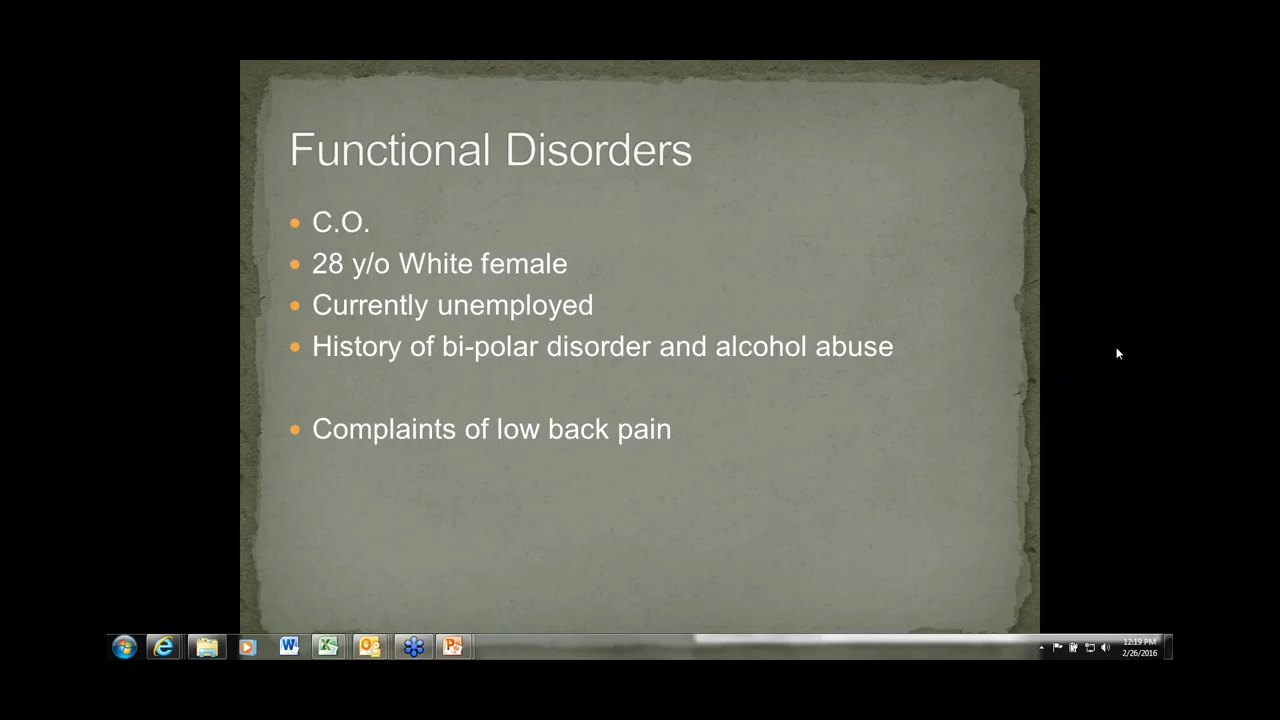 Functional Disorders
C.O.
28 y/o White female
Currently unemployed
History of bi-polar disorder and alcohol abuse
Complaints of low back pain
12:19 PM
2/26/2016